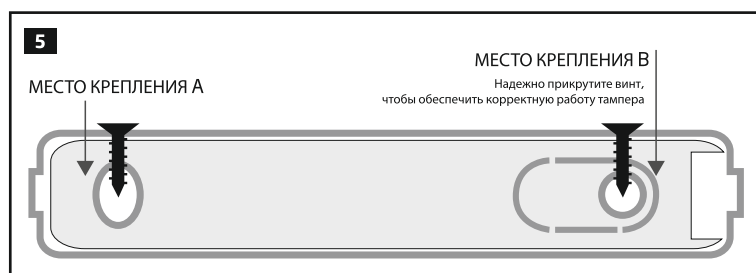 5
МЕСТО КРЕПЛЕНИЯ А
МЕСТО КРЕПЛЕНИЯ В
Надежно прикрутите винт,
чтобы обеспечить корректную работу тампера